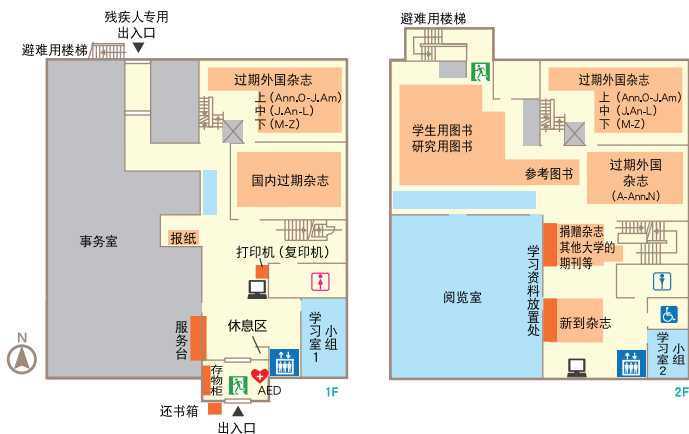 残疾人专用
出入口
避难用楼梯
过期外国杂志
上（Ann.O-J.Am）
中（J.An-L）
下（M-Z）
国内过期杂志
事务室
报纸
打印机（复印机）
服务台
休息区
学习室1
小组
存物柜
AED
还书箱
出入口
N
1F
避难用楼梯
过期外国杂志
上（Ann.O-J.Am）
中（J.An-L）
下（M-Z）
学生用图书
研究用图书
参考图书
过期外国
杂志
（A-Ann.N）
捐赠杂志
其他大学的
期刊等
学习资料放置处
阅览室
新到杂志
学习室2
小组
2F